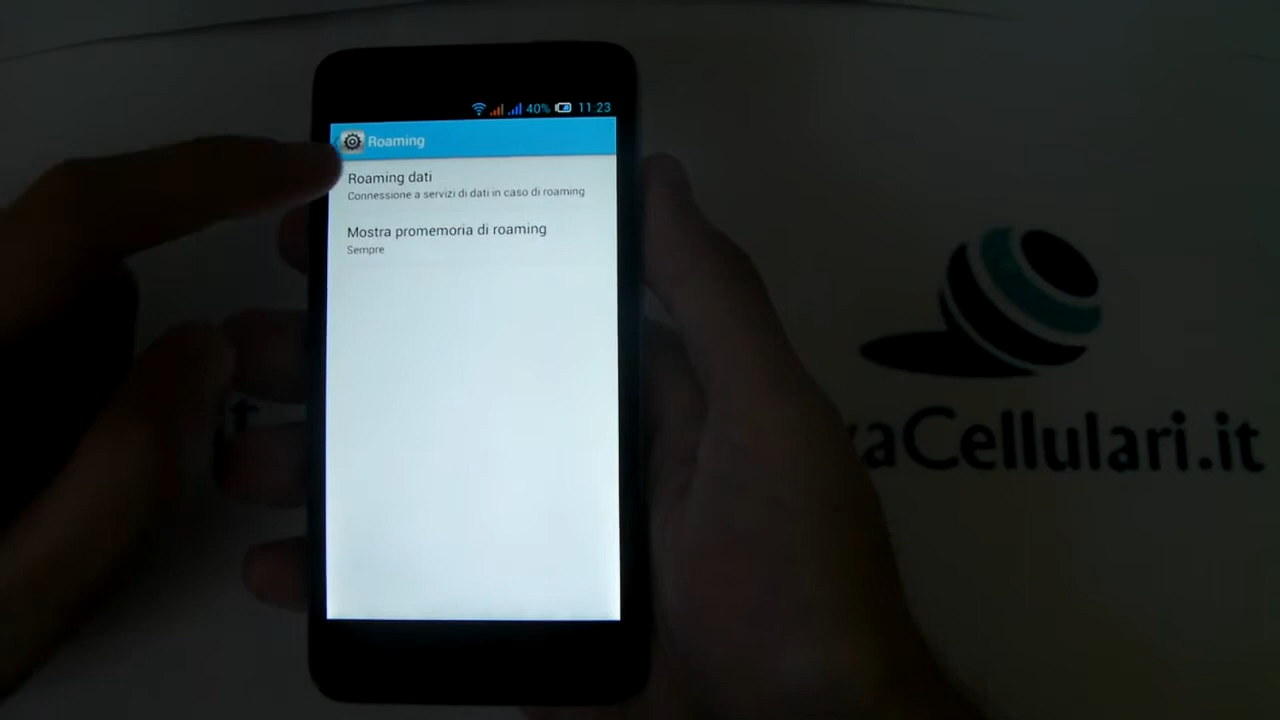 40% 11:23
Roaming
Roaming dati
Connessione a servizi di dati in caso di roaming
Mostra promemoria di roaming
Sempre
aCellulari.it